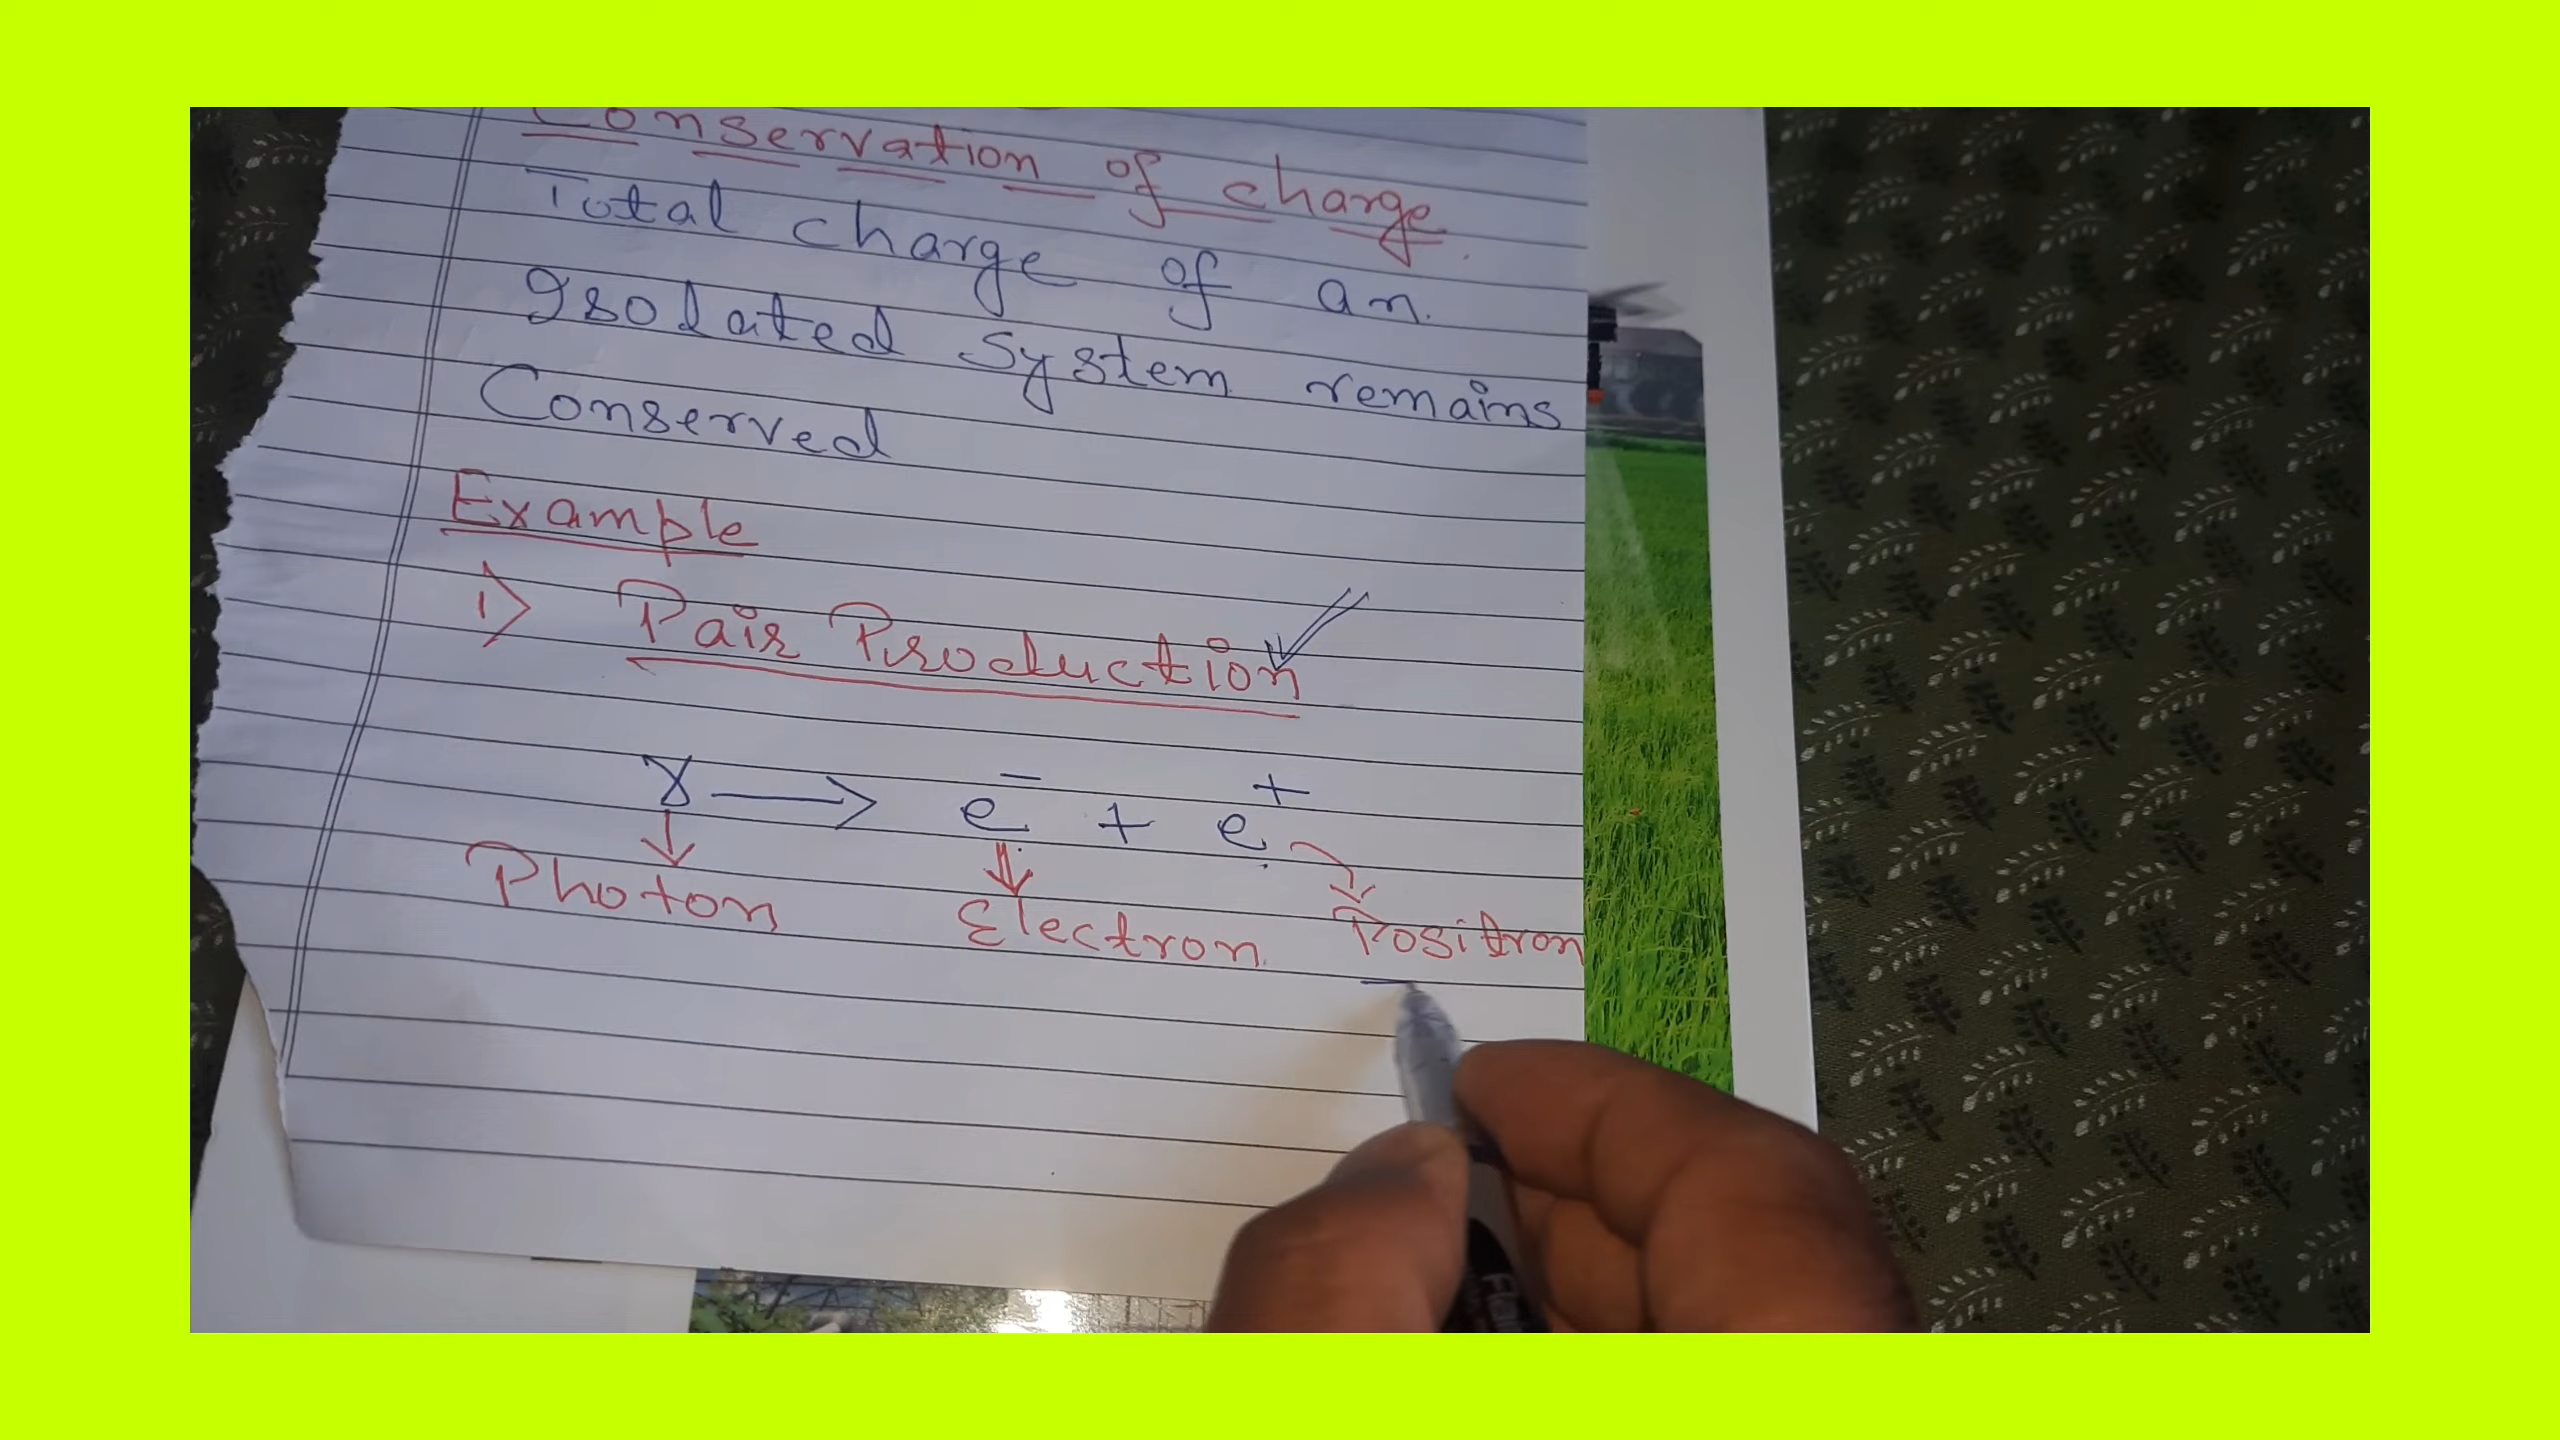 Conservation of charge.
Total charge of an
Isolated System remains
Conserved
Example
1> Pair Production
γ → e⁻ + e⁺
Photon Electron Positron